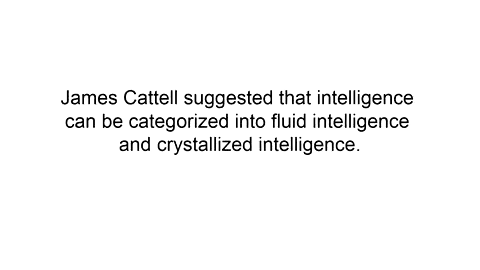 James Cattell suggested that intelligence
can be categorized into fluid intelligence
and crystallized intelligence.